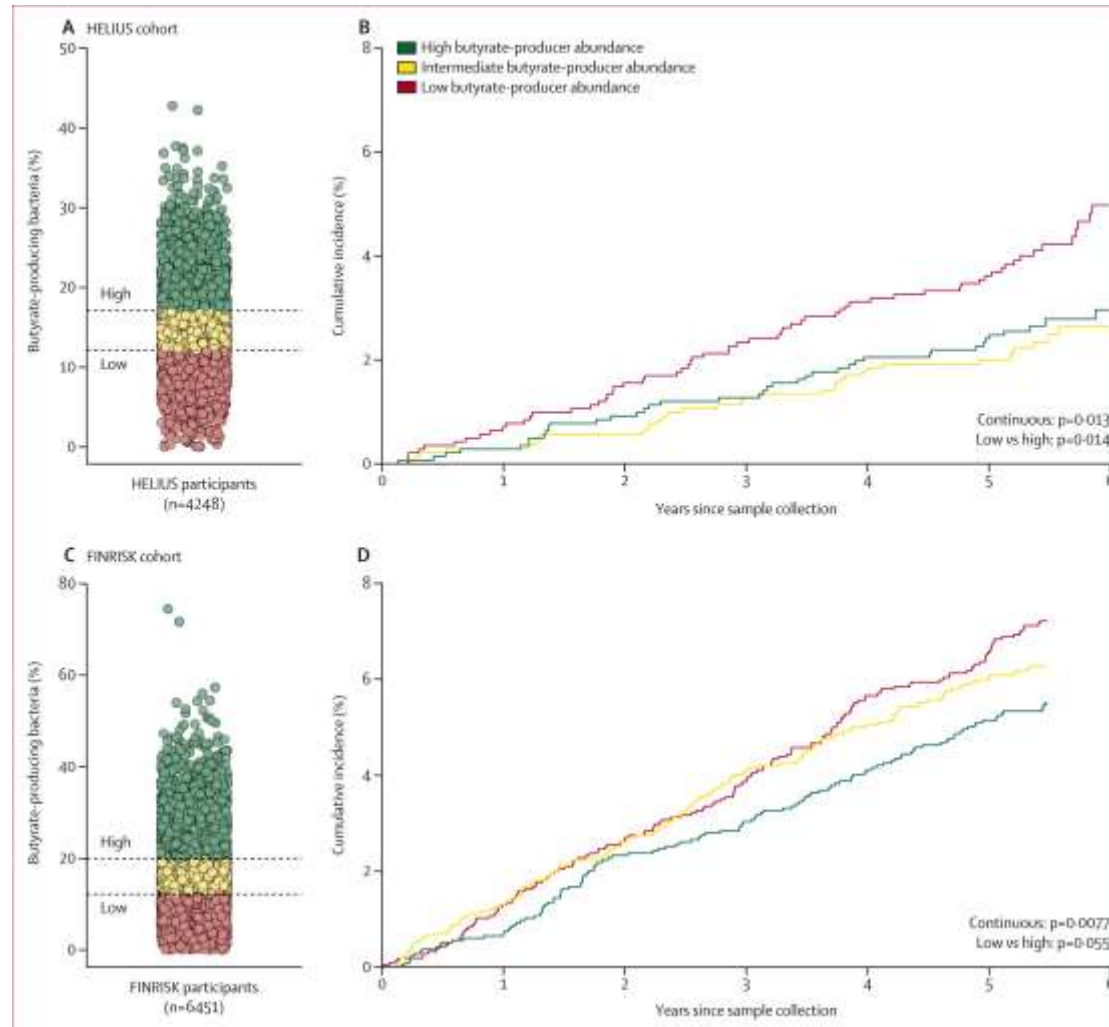 A HELIUS cohort
50
40
30
20
10
0
Butyrate-producing bacteria (%)
High
Low
HELIUS participants
(n=4248)
B
8
6
4
2
0
Cumulative incidence (%)
High butyrate-producer abundance
Intermediate butyrate-producer abundance
Low butyrate-producer abundance
Continuous: p=0·013
Low vs high: p=0·014
0 1 2 3 4 5 6
Years since sample collection
C FINRISK cohort
80
60
40
20
0
Butyrate-producing bacteria (%)
High
Low
FINRISK participants
(n=6451)
D
8
6
4
2
0
Cumulative incidence (%)
Continuous: p=0·0077
Low vs high: p=0·055
0 1 2 3 4 5 6
Years since sample collection